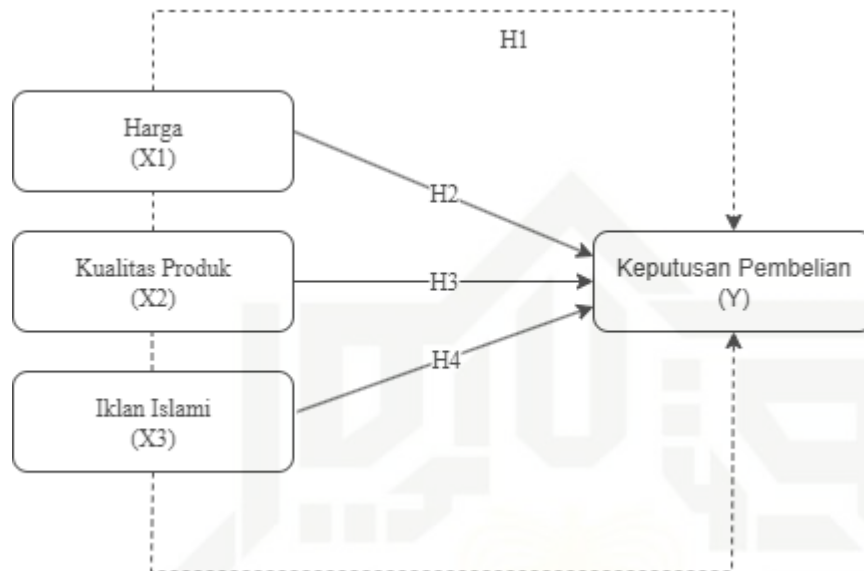 H1
Harga
(X1)
H2
Kualitas Produk
(X2)
H3
Keputusan Pembelian
(Y)
H4
Iklan Islami
(X3)